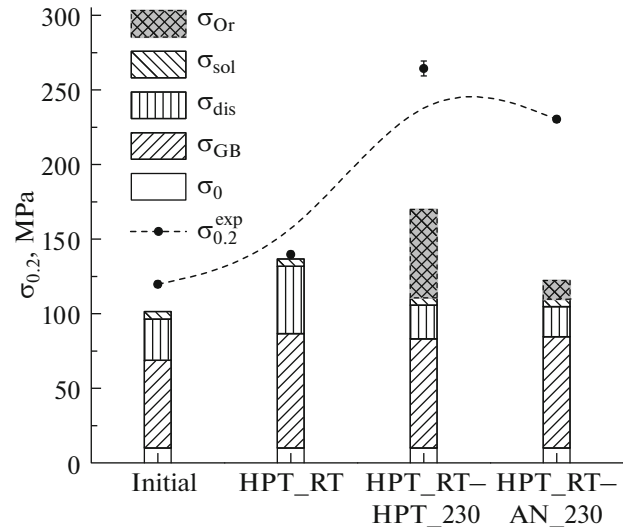 300
250
200
150
100
50
0
σ0.2, MPa
σOr
σsol
σdis
σGB
σ0
σ0.2exp
Initial
HPT_RT
HPT_RT–
HPT_230
HPT_RT–
AN_230